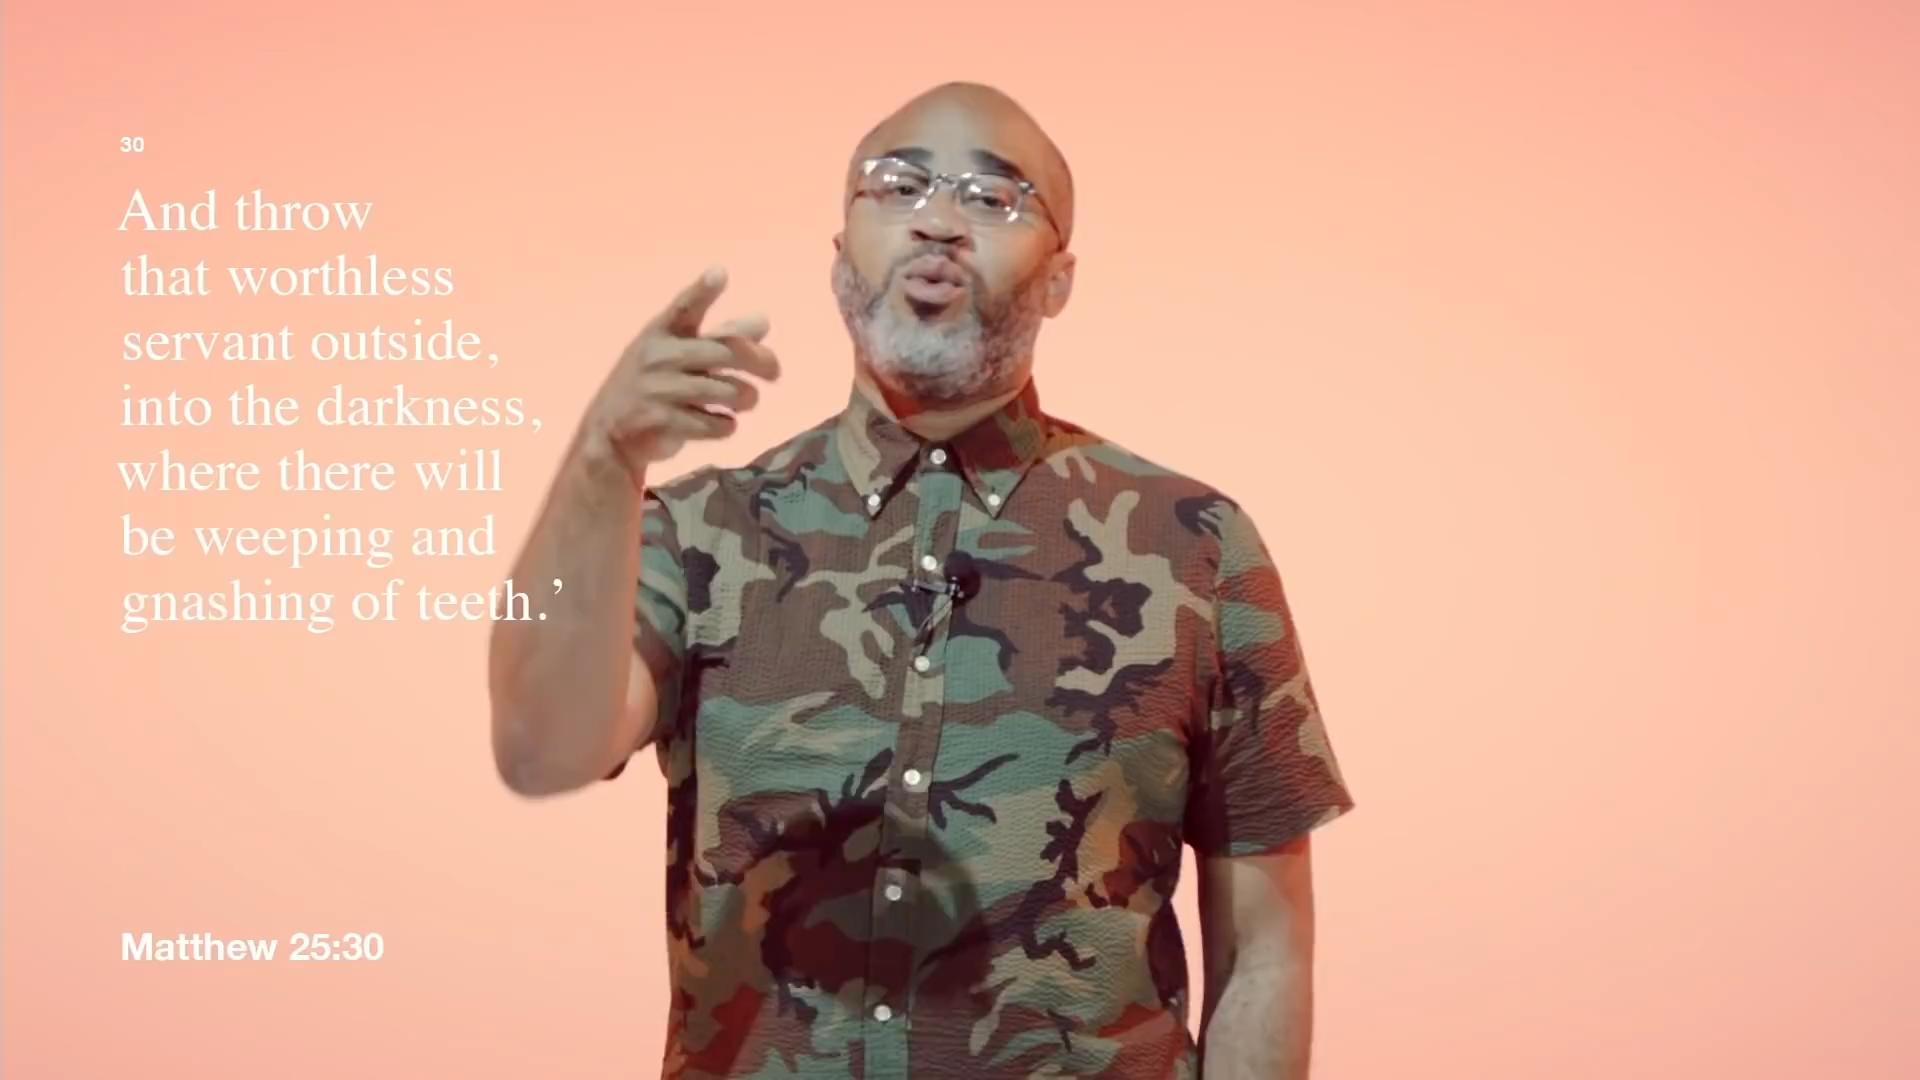 30
And throw
that worthless
servant outside,
into the darkness,
where there will
be weeping and
gnashing of teeth.’
Matthew 25:30